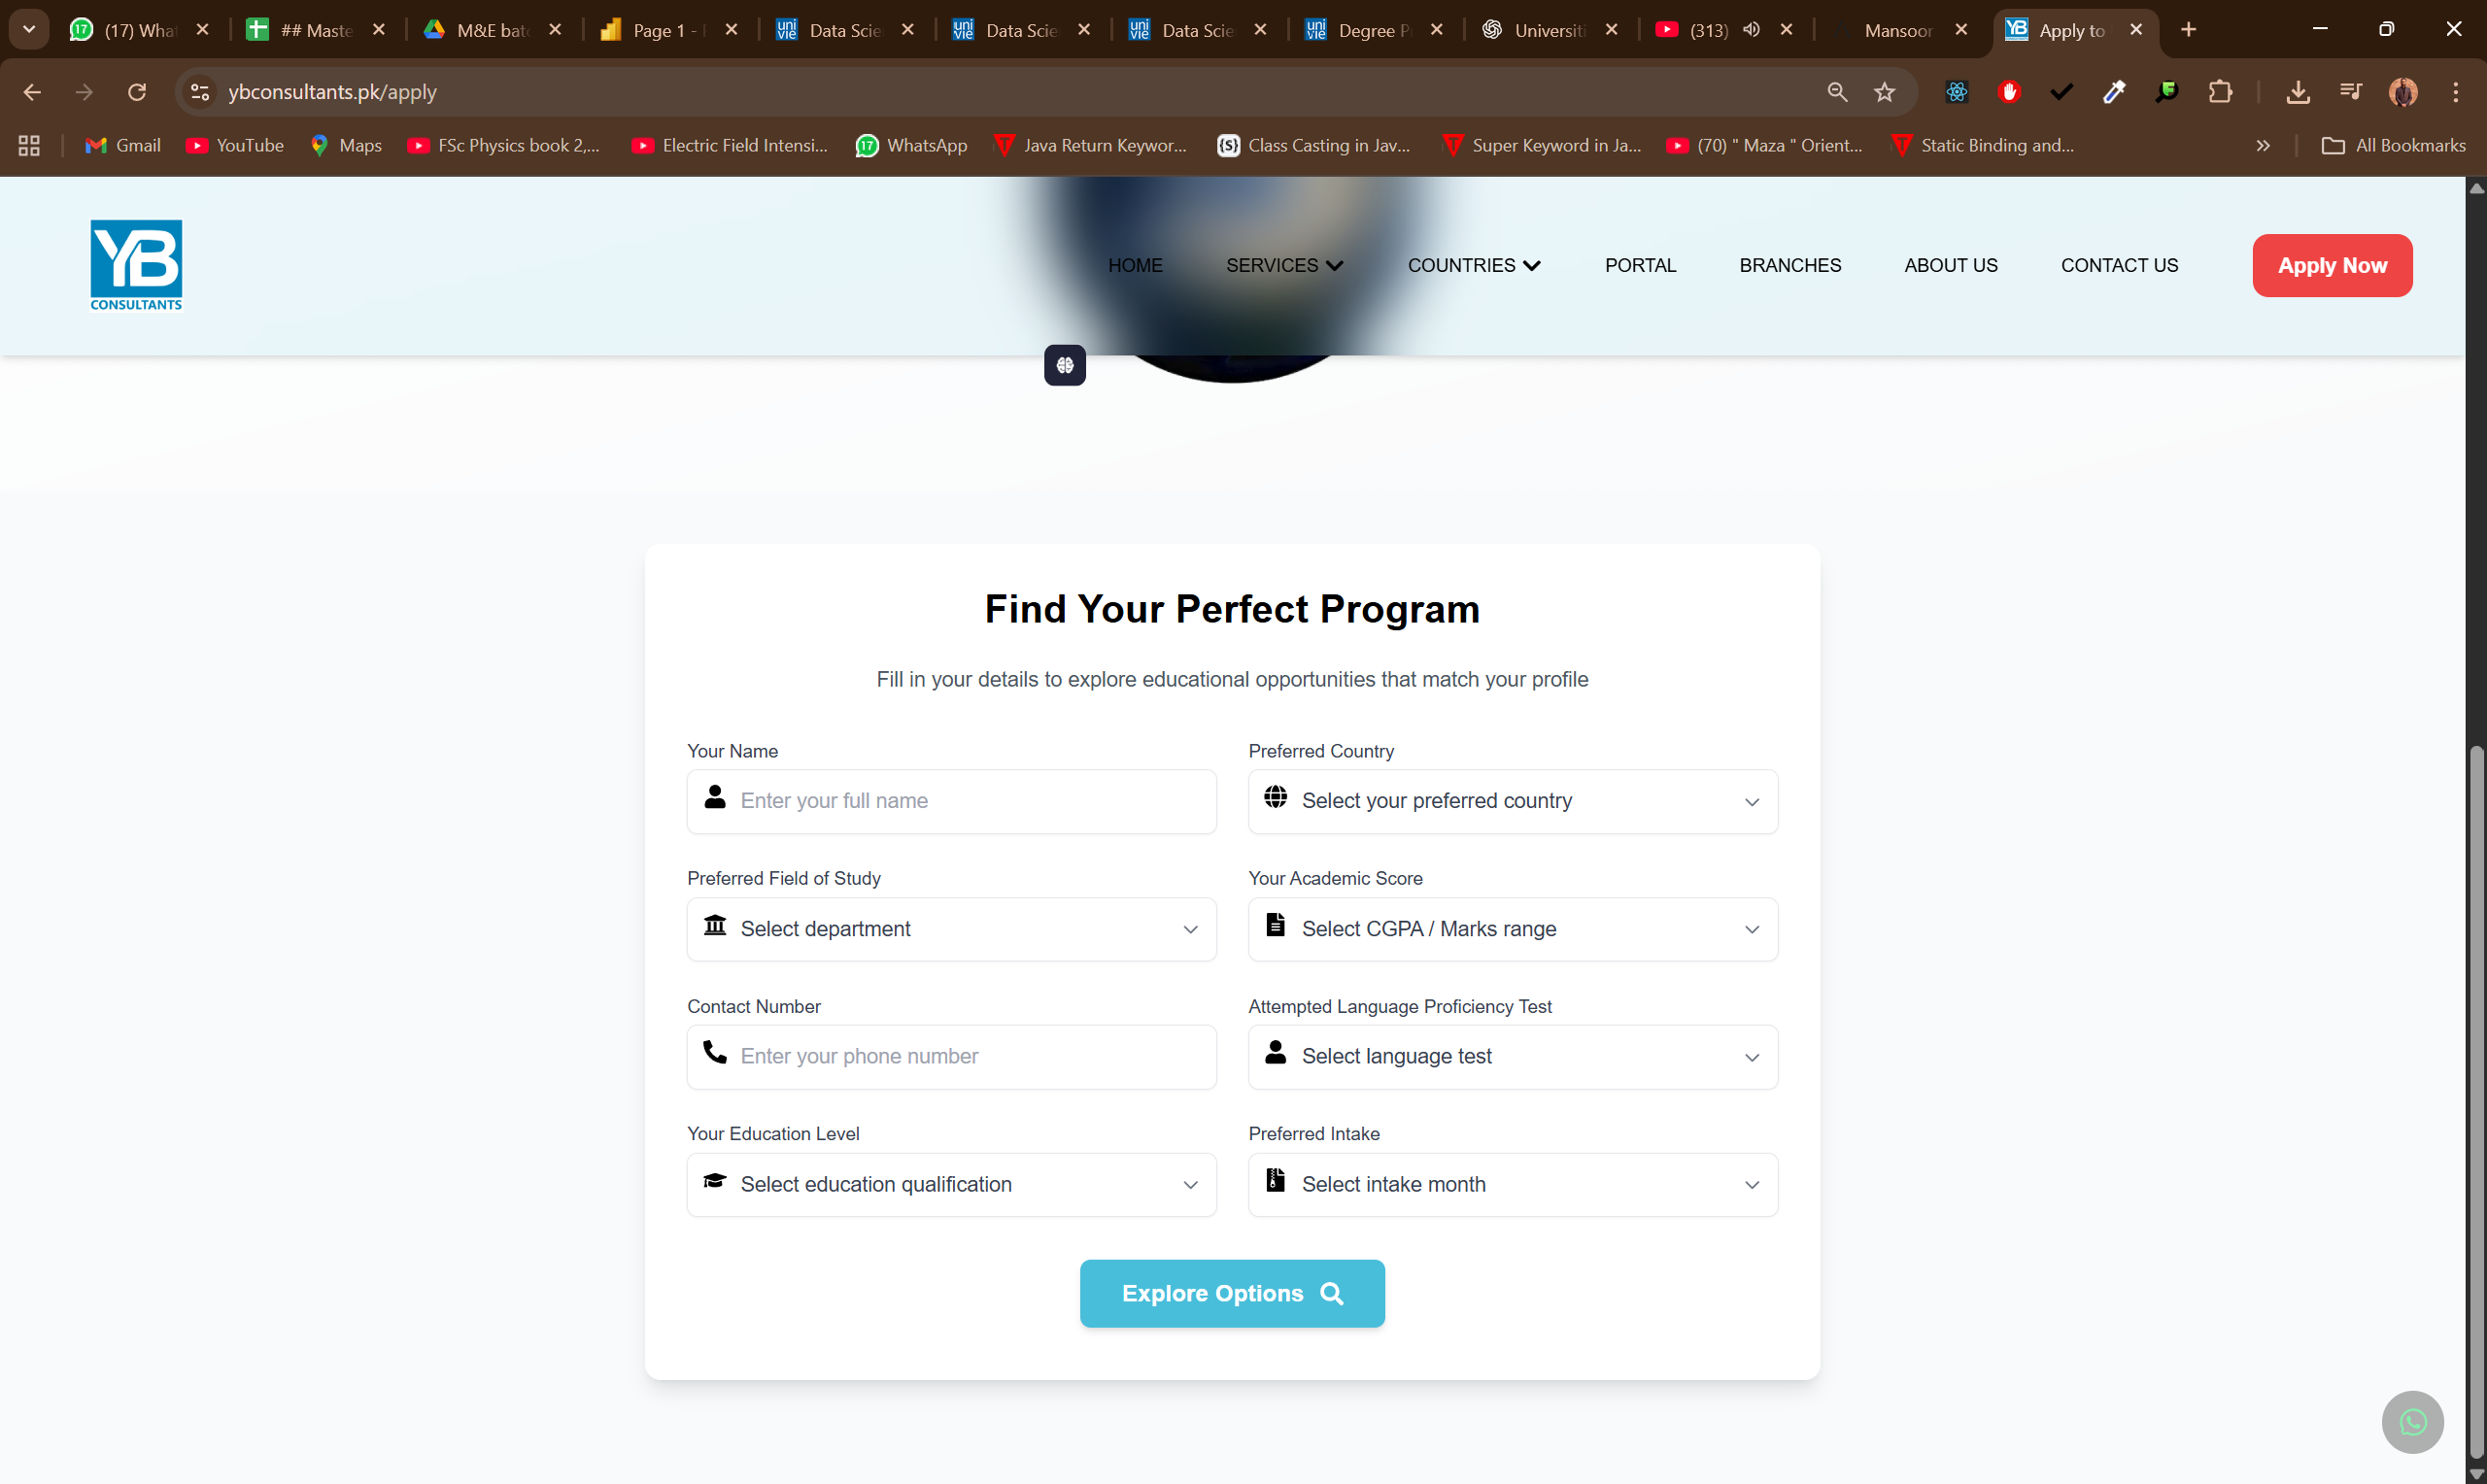 (17) What
## Maste
M&E bat
Page 1 -
Data Scie
Data Scie
Data Scie
Degree P
Universiti
(313)
Mansoor
Apply to
ybconsultants.pk/apply
Gmail
YouTube
Maps
FSc Physics book 2,...
Electric Field Intensi...
WhatsApp
Java Return Keywor...
Class Casting in Jav...
Super Keyword in Ja...
(70) " Maza " Orient...
Static Binding and...
All Bookmarks
YB
CONSULTANTS
HOME
SERVICES
COUNTRIES
PORTAL
BRANCHES
ABOUT US
CONTACT US
Apply Now
Find Your Perfect Program
Fill in your details to explore educational opportunities that match your profile
Your Name
Enter your full name
Preferred Country
Select your preferred country
Preferred Field of Study
Select department
Your Academic Score
Select CGPA / Marks range
Contact Number
Enter your phone number
Attempted Language Proficiency Test
Select language test
Your Education Level
Select education qualification
Preferred Intake
Select intake month
Explore Options